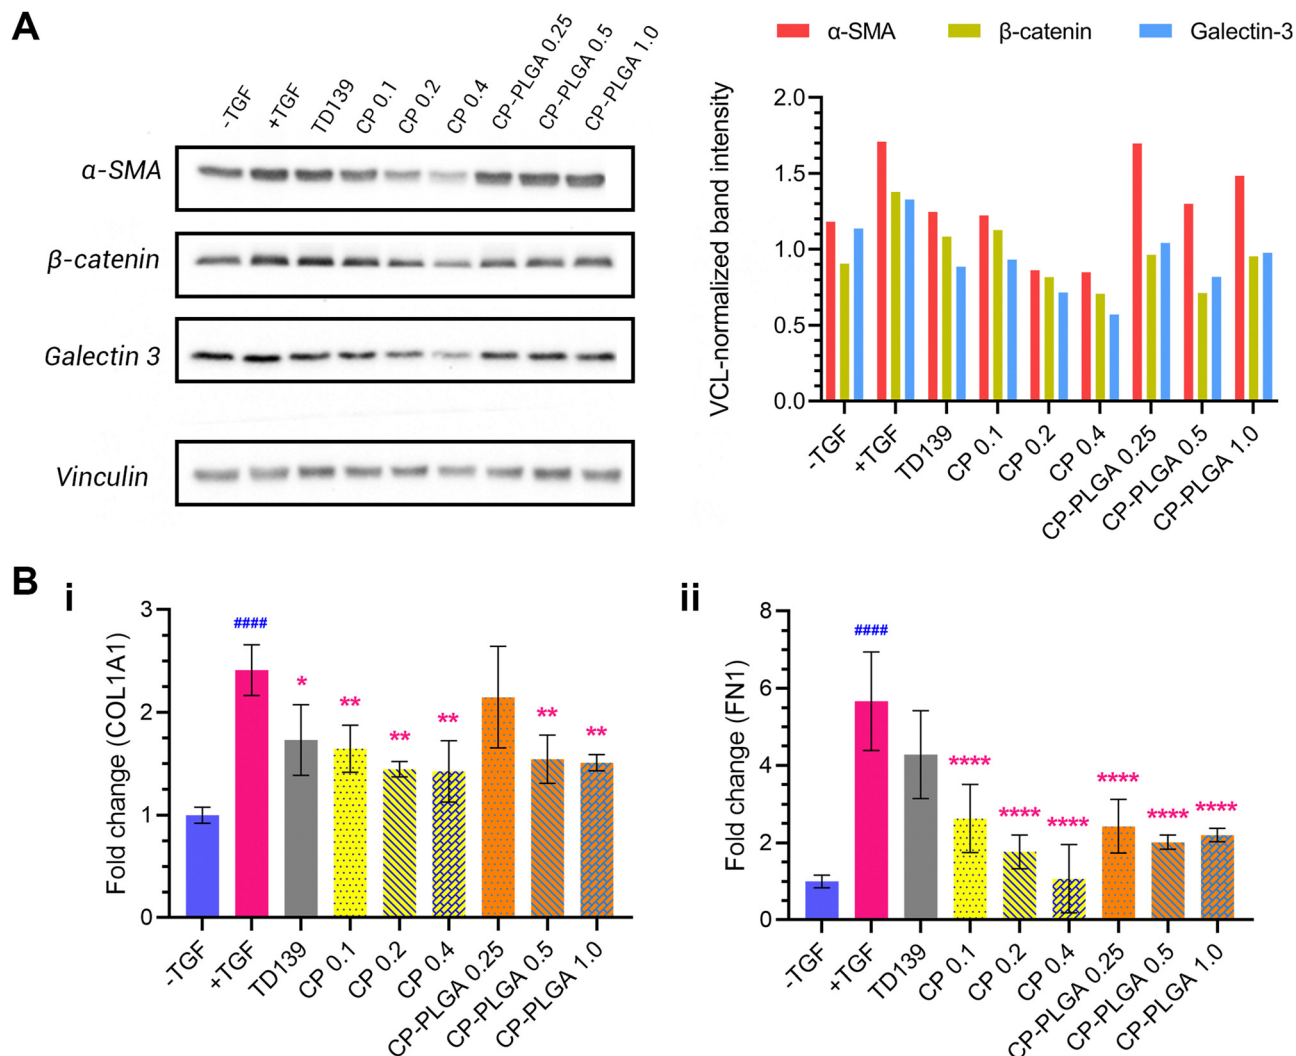 A
-TGF
+TGF
TD139
CP 0.1
CP 0.2
CP 0.4
CP-PLGA 0.25
CP-PLGA 0.5
CP-PLGA 1.0
α-SMA
β-catenin
Galectin 3
Vinculin
α-SMA β-catenin Galectin-3
VCL-normalized band intensity
2.0
1.5
1.0
0.5
0.0
-TGF
+TGF
TD139
CP 0.1
CP 0.2
CP 0.4
CP-PLGA 0.25
CP-PLGA 0.5
CP-PLGA 1.0
B
i
Fold change (COL1A1)
3
2
1
0
####
*
**
**
**
**
**
-TGF
+TGF
TD139
CP 0.1
CP 0.2
CP 0.4
CP-PLGA 0.25
CP-PLGA 0.5
CP-PLGA 1.0
ii
Fold change (FN1)
8
6
4
2
0
####
****
****
****
****
****
****
-TGF
+TGF
TD139
CP 0.1
CP 0.2
CP 0.4
CP-PLGA 0.25
CP-PLGA 0.5
CP-PLGA 1.0